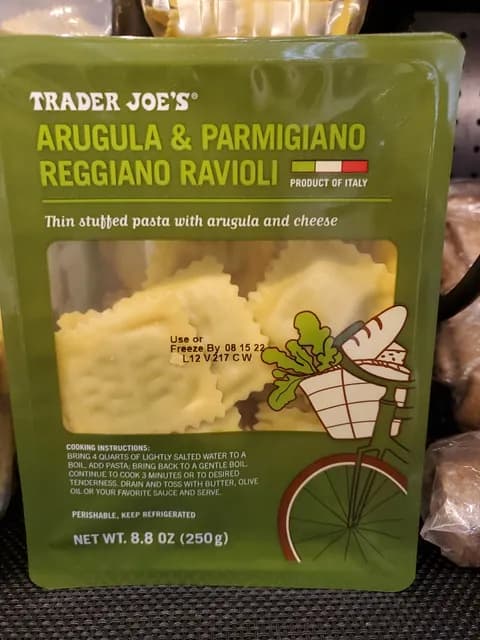 TRADER JOE'S®
ARUGULA & PARMIGIANO
REGGIANO RAVIOLI
PRODUCT OF ITALY
Thin stuffed pasta with arugula and cheese
Use or
Freeze By 08 15 22
L12 V217 CW
COOKING INSTRUCTIONS:
BRING 4 QUARTS OF LIGHTLY SALTED WATER TO A
BOIL. ADD PASTA; BRING BACK TO A GENTLE BOIL.
CONTINUE TO COOK 3 MINUTES OR TO DESIRED
TENDERNESS. DRAIN AND TOSS WITH BUTTER, OLIVE
OIL OR YOUR FAVORITE SAUCE AND SERVE.
PERISHABLE, KEEP REFRIGERATED
NET WT. 8.8 OZ (250g)